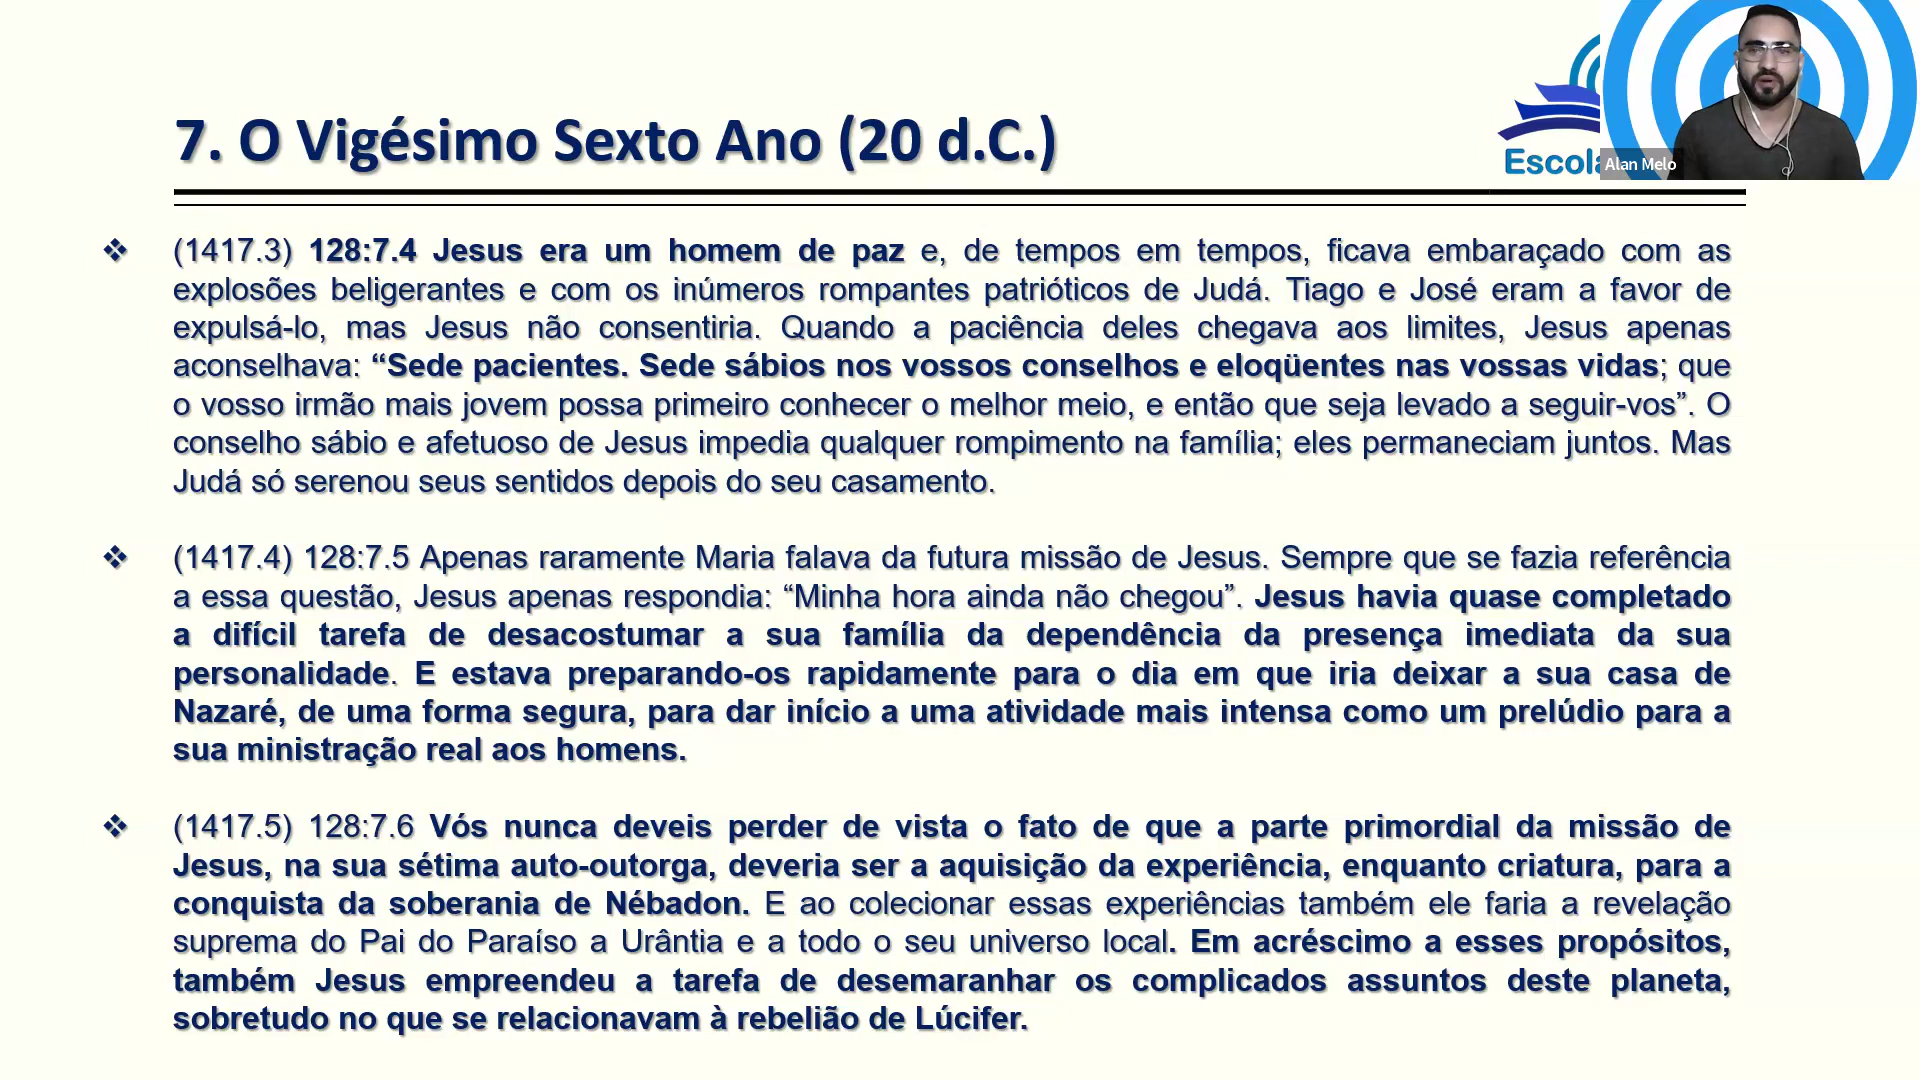 7. O Vigésimo Sexto Ano (20 d.C.)
Escola
Alan Melo
❖ (1417.3) 128:7.4 Jesus era um homem de paz e, de tempos em tempos, ficava embaraçado com as
explosões beligerantes e com os inúmeros rompantes patrióticos de Judá. Tiago e José eram a favor de
expulsá-lo, mas Jesus não consentiria. Quando a paciência deles chegava aos limites, Jesus apenas
aconselhava: “Sede pacientes. Sede sábios nos vossos conselhos e eloqüentes nas vossas vidas; que
o vosso irmão mais jovem possa primeiro conhecer o melhor meio, e então que seja levado a seguir-vos”. O
conselho sábio e afetuoso de Jesus impedia qualquer rompimento na família; eles permaneciam juntos. Mas
Judá só serenou seus sentidos depois do seu casamento.
❖ (1417.4) 128:7.5 Apenas raramente Maria falava da futura missão de Jesus. Sempre que se fazia referência
a essa questão, Jesus apenas respondia: “Minha hora ainda não chegou”. Jesus havia quase completado
a difícil tarefa de desacostumar a sua família da dependência da presença imediata da sua
personalidade. E estava preparando-os rapidamente para o dia em que iria deixar a sua casa de
Nazaré, de uma forma segura, para dar início a uma atividade mais intensa como um prelúdio para a
sua ministração real aos homens.
❖ (1417.5) 128:7.6 Vós nunca deveis perder de vista o fato de que a parte primordial da missão de
Jesus, na sua sétima auto-outorga, deveria ser a aquisição da experiência, enquanto criatura, para a
conquista da soberania de Nébadon. E ao colecionar essas experiências também ele faria a revelação
suprema do Pai do Paraíso a Urântia e a todo o seu universo local. Em acréscimo a esses propósitos,
também Jesus empreendeu a tarefa de desemaranhar os complicados assuntos deste planeta,
sobretudo no que se relacionavam à rebelião de Lúcifer.